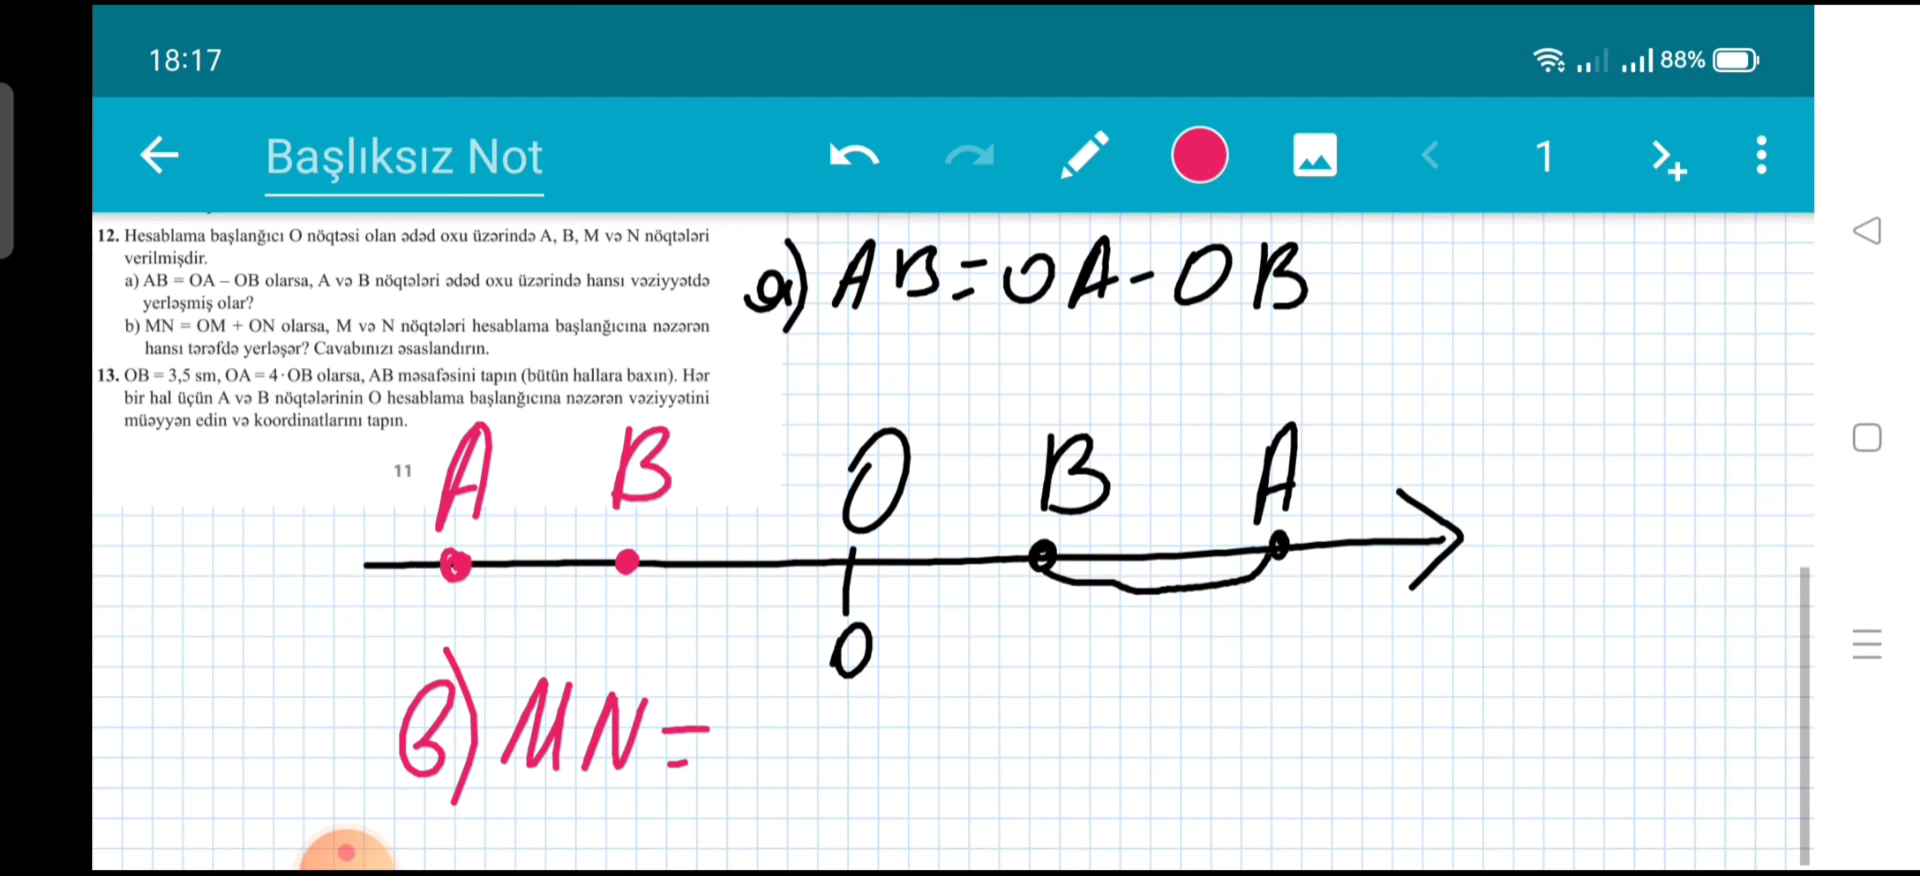 18:17
88%
Başlıksız Not
1
12. Hesablama başlanğıcı O nöqtəsi olan ədəd oxu üzərində A, B, M və N nöqtələri
verilmişdir.
a) AB = OA – OB olarsa, A və B nöqtələri ədəd oxu üzərində hansı vəziyyətdə
yerləşmiş olar?
b) MN = OM + ON olarsa, M və N nöqtələri hesablama başlanğıcına nəzərən
hansı tərəfdə yerləşər? Cavabınızı əsaslandırın.
13. OB = 3,5 sm, OA = 4 · OB olarsa, AB məsafəsini tapın (bütün hallara baxın). Hər
bir hal üçün A və B nöqtələrinin O hesablama başlanğıcına nəzərən vəziyyətini
müəyyən edin və koordinatlarını tapın.
11
a) AB = OA - OB
A B O B A
0
b) MN =